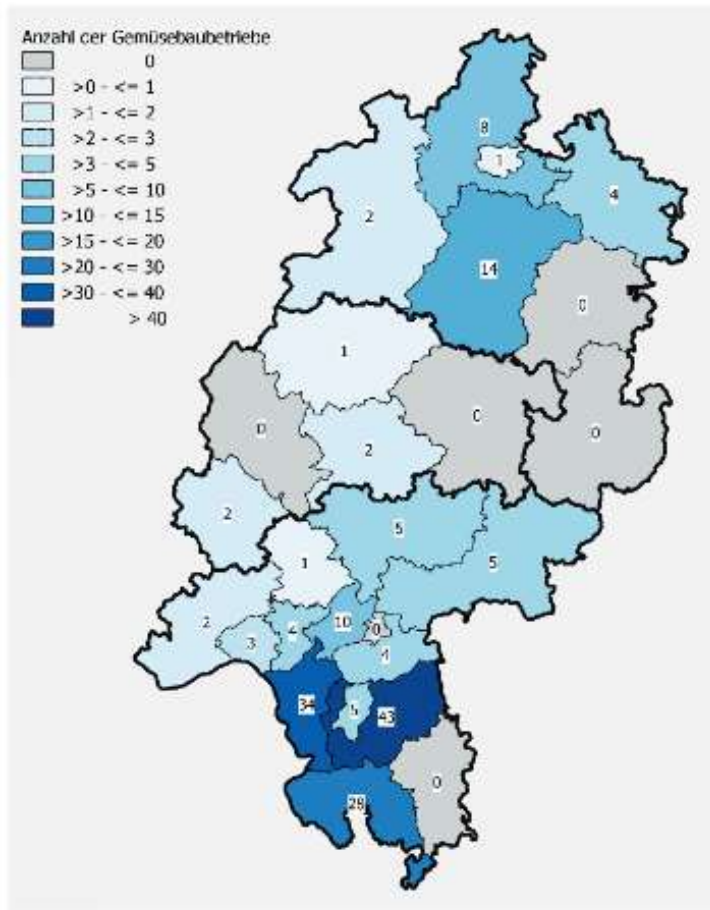 Anzahl der Gemüsebaubetriebe
0
>0 - <= 1
>1 - <= 2
>2 - <= 3
>3 - <= 5
>5 - <= 10
>10 - <= 15
>15 - <= 20
>20 - <= 30
>30 - <= 40
> 40
8
1
4
2
14
0
1
0
0
0
2
2
5
5
1
2
3
4
10
0
4
34
5
43
0
28